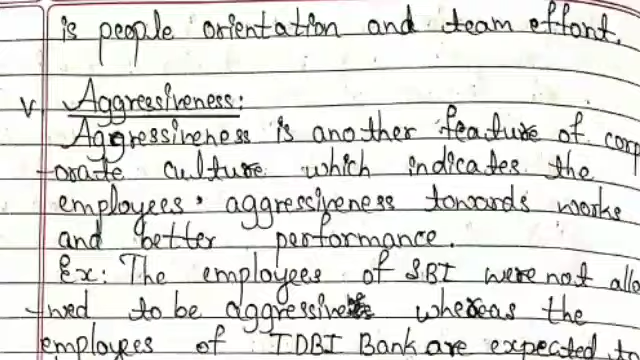 is people orientation and team effort.
v. Aggressiveness:
Aggressiveness is another feature of corp
-orate culture which indicates the
employees' aggressiveness towards works
and better performance.
Ex: The employees of SBI were not allo
-wed to be aggressive whereas the
employees of IDBI Bank are expected t